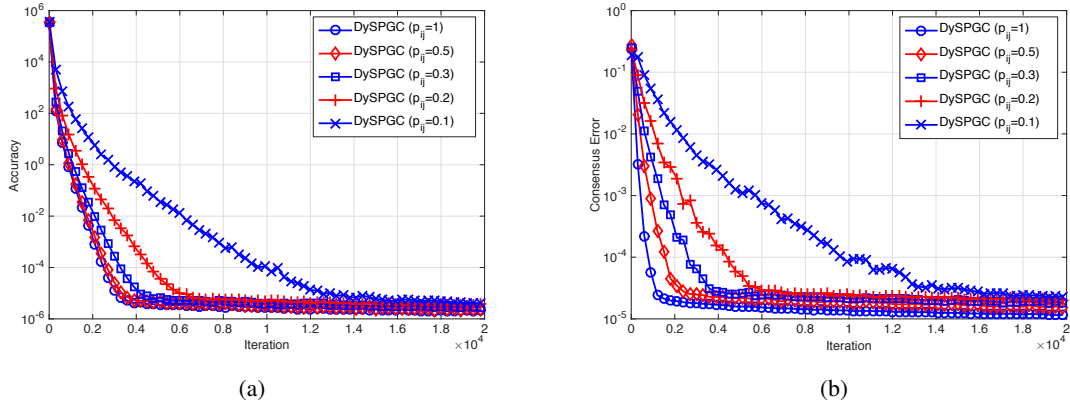 10^6
10^4
10^2
10^0
10^-2
10^-4
10^-6
Accuracy
0 0.2 0.4 0.6 0.8 1 1.2 1.4 1.6 1.8 2
Iteration
×10^4
DySPGC (p_ij=1)
DySPGC (p_ij=0.5)
DySPGC (p_ij=0.3)
DySPGC (p_ij=0.2)
DySPGC (p_ij=0.1)
(a)
10^0
10^-1
10^-2
10^-3
10^-4
10^-5
Consensus Error
0 0.2 0.4 0.6 0.8 1 1.2 1.4 1.6 1.8 2
Iteration
×10^4
DySPGC (p_ij=1)
DySPGC (p_ij=0.5)
DySPGC (p_ij=0.3)
DySPGC (p_ij=0.2)
DySPGC (p_ij=0.1)
(b)